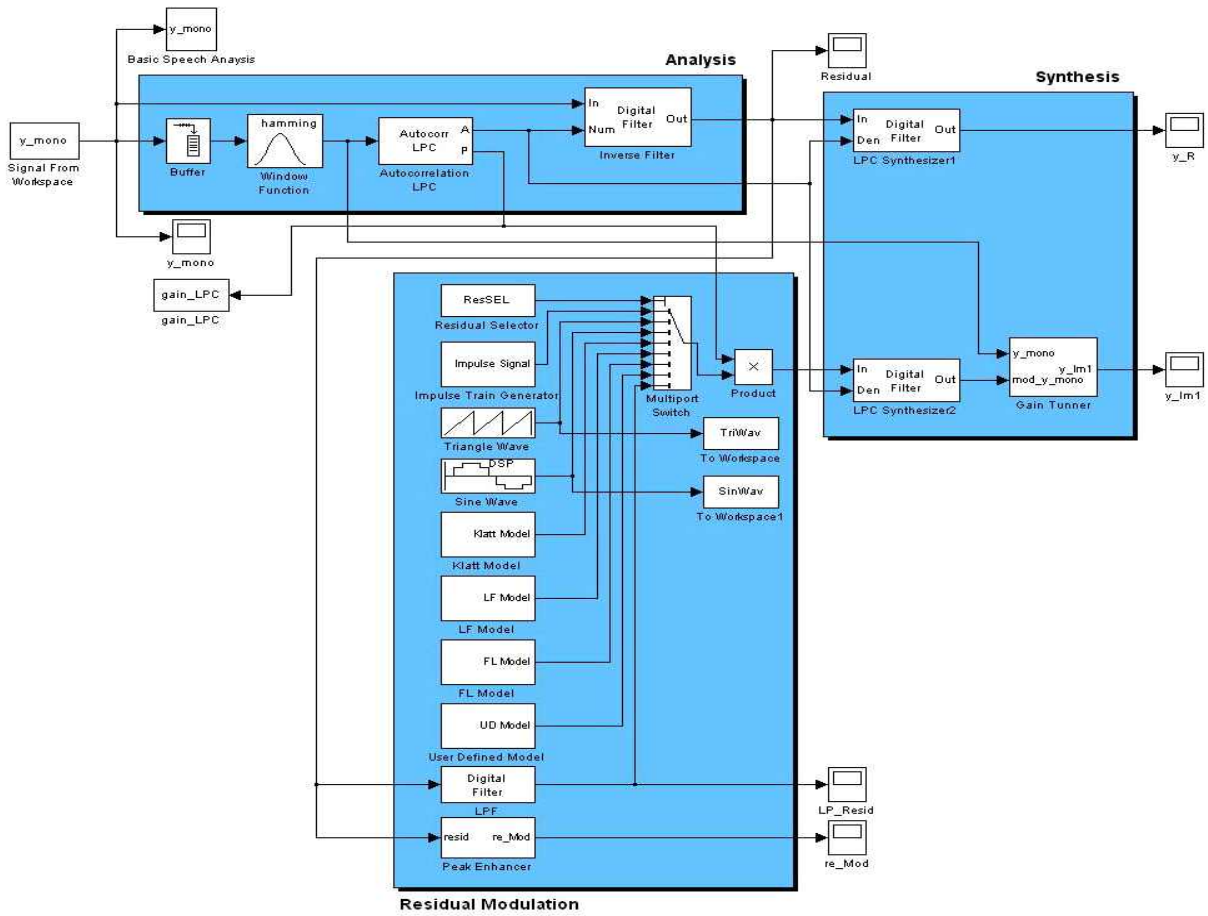 y_mono
Basic Speech Anaysis
Analysis
Residual
Synthesis
y_mono
Signal From
Workspace
Buffer
hamming
Window
Function
Autocorr
LPC
A
P
Autocorrelation
LPC
In
Num
Digital
Filter
Out
Inverse Filter
In
Den
Digital
Filter
Out
LPC Synthesizer1
y_R
y_mono
gain_LPC
gain_LPC
ResSEL
Residual Selector
Impulse Signal
Impulse Train Generator
Triangle Wave
DSP
Sine Wave
Klatt Model
Klatt Model
LF Model
LF Model
FL Model
FL Model
UD Model
User Defined Model
Digital
Filter
LPF
resid
re_Mod
Peak Enhancer
Multiport
Switch
×
Product
TriWav
To Workspace
SinWav
To Workspace1
In
Den
Digital
Filter
Out
LPC Synthesizer2
y_mono
mod_y_mono
y_lm1
Gain Tunner
y_lm1
LP_Resid
re_Mod
Residual Modulation